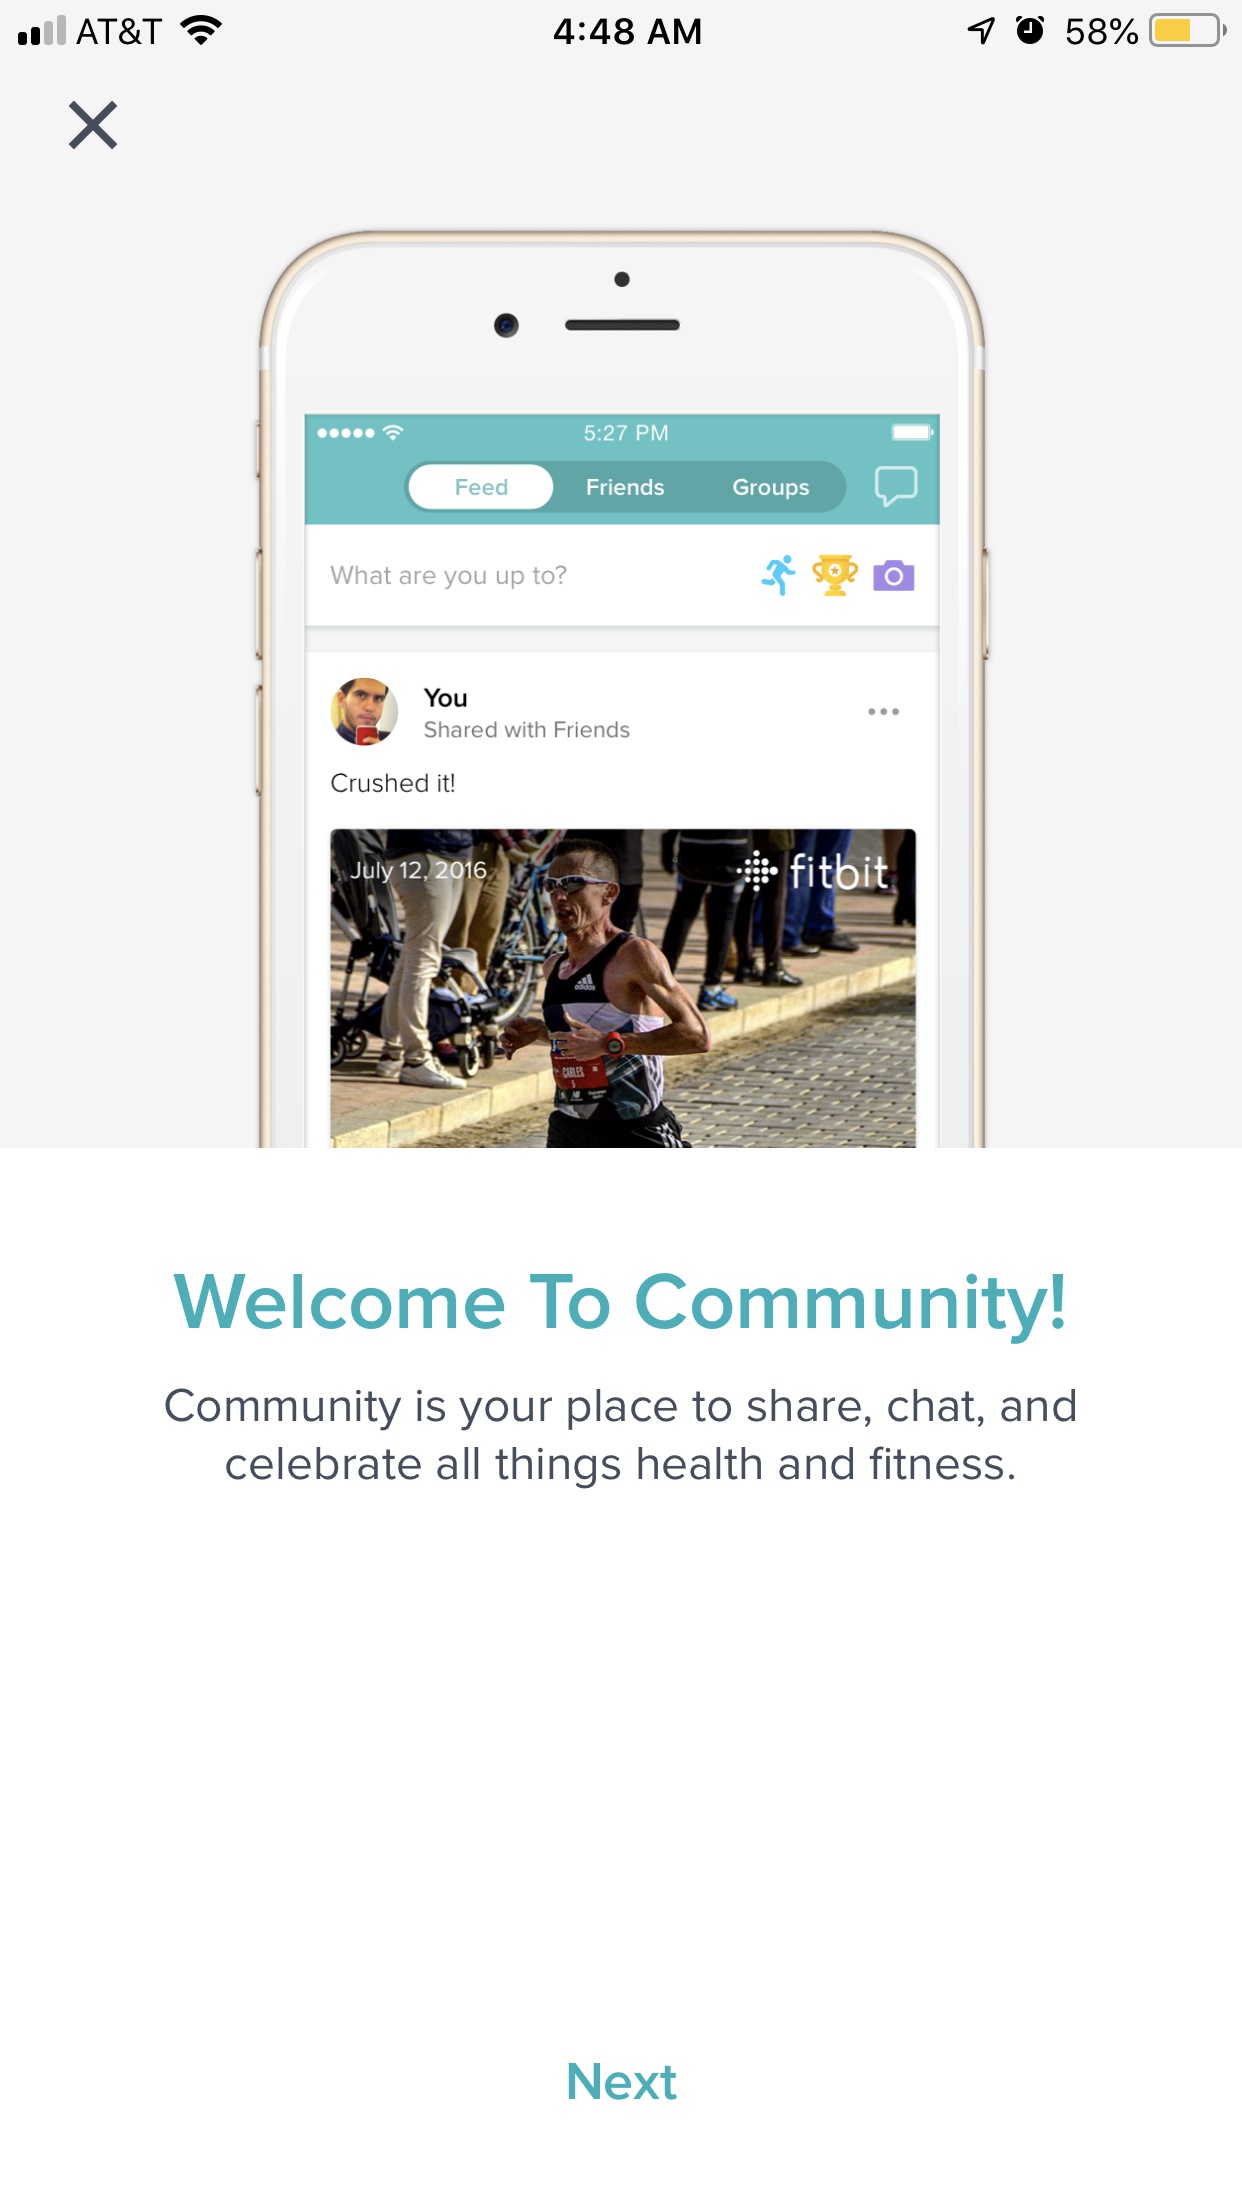 AT&T 4:48 AM 58%
5:27 PM
Feed Friends Groups
What are you up to?
You
Shared with Friends
Crushed it!
July 12, 2016 fitbit
adidas
CARLES
Welcome To Community!
Community is your place to share, chat, and
celebrate all things health and fitness.
Next